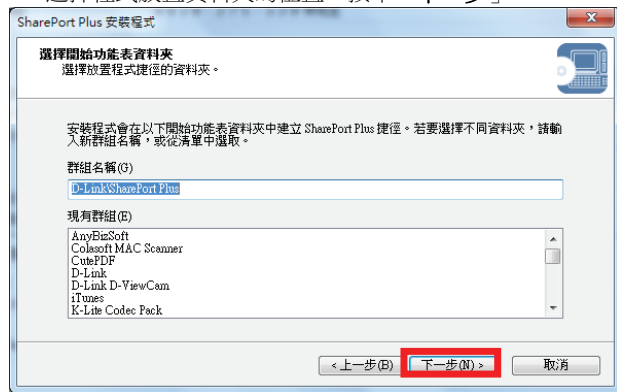 SharePort Plus 安裝程式
選擇開始功能表資料夾
選擇放置程式捷徑的資料夾。
安裝程式會在以下開始功能表資料夾中建立 SharePort Plus 捷徑。若要選擇不同資料夾，請輸
入新群組名稱，或從清單中選取。
群組名稱(G)
D-Link\SharePort Plus
現有群組(E)
AnyBizSoft
Colasoft MAC Scanner
CutePDF
D-Link
D-Link D-ViewCam
iTunes
K-Lite Codec Pack
<上一步(B) 下一步(N) > 取消